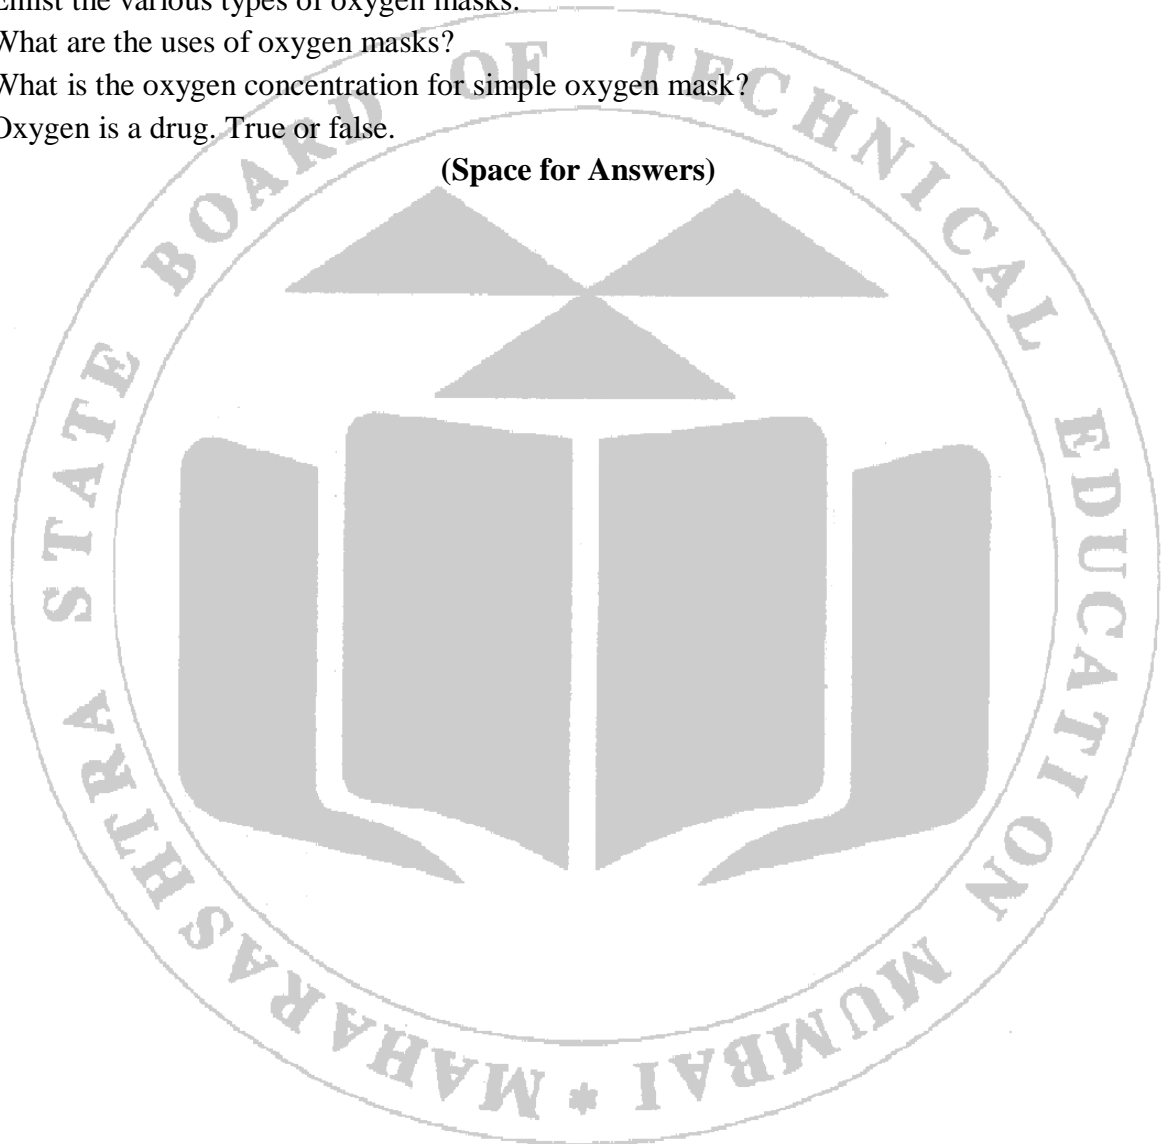 Enlist the various types of oxygen masks.
What are the uses of oxygen masks?
What is the oxygen concentration for simple oxygen mask?
Oxygen is a drug. True or false.
(Space for Answers)
MAHARASHTRA STATE BOARD OF TECHNICAL EDUCATION MUMBAI *